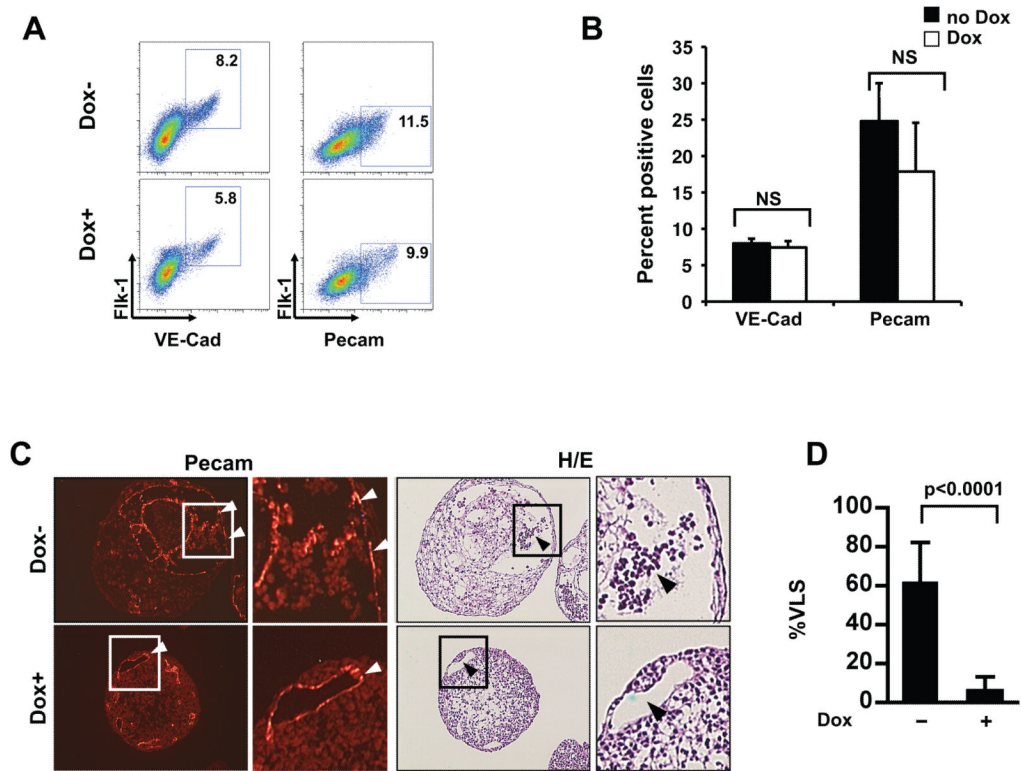 A
Dox-
8.2
11.5
Dox+
5.8
9.9
Flk-1
Flk-1
VE-Cad
Pecam
B
no Dox
Dox
Percent positive cells
35
30
25
20
15
10
5
0
NS
NS
VE-Cad
Pecam
C
Pecam
H/E
Dox-
Dox+
D
p<0.0001
%VLS
100
80
60
40
20
0
Dox
– +